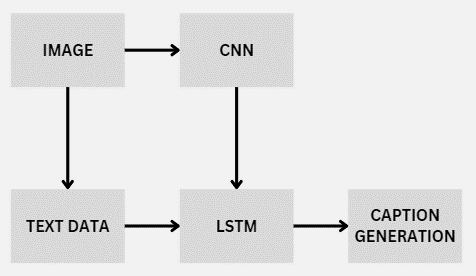 IMAGE
CNN
TEXT DATA
LSTM
CAPTION
GENERATION